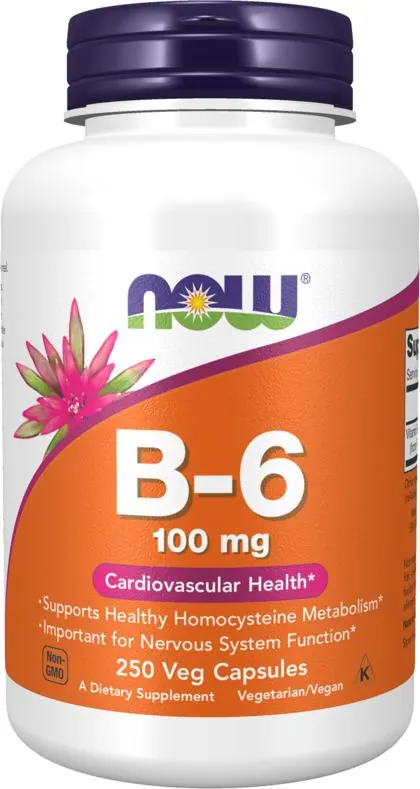 now®
B-6
100 mg
Cardiovascular Health*
•Supports Healthy Homocysteine Metabolism*
•Important for Nervous System Function*
Non-
GMO
250 Veg Capsules
A Dietary Supplement Vegetarian/Vegan
K